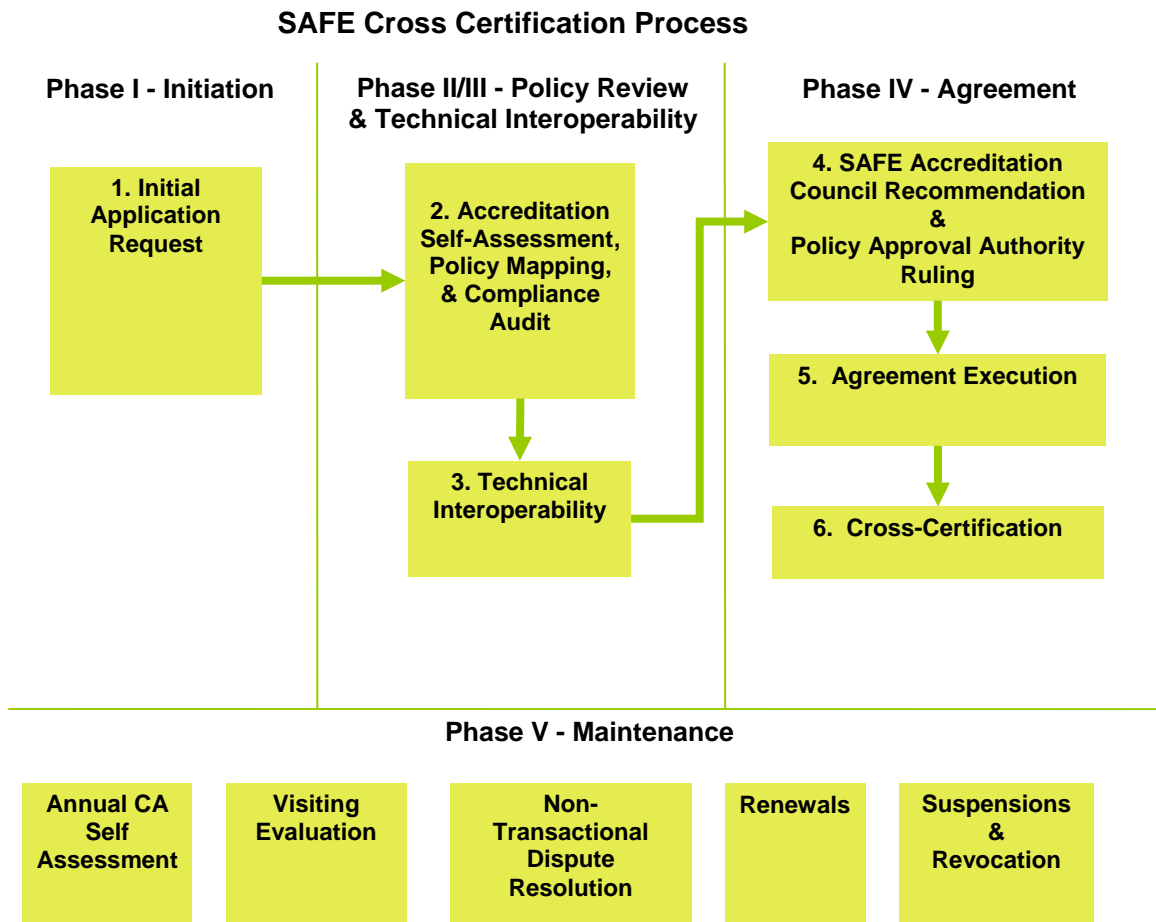 SAFE Cross Certification Process
Phase I - Initiation
Phase II/III - Policy Review
& Technical Interoperability
Phase IV - Agreement
1. Initial
Application
Request
2. Accreditation
Self-Assessment,
Policy Mapping,
& Compliance
Audit
3. Technical
Interoperability
4. SAFE Accreditation
Council Recommendation
&
Policy Approval Authority
Ruling
5. Agreement Execution
6. Cross-Certification
Phase V - Maintenance
Annual CA
Self
Assessment
Visiting
Evaluation
Non-
Transactional
Dispute
Resolution
Renewals
Suspensions
&
Revocation